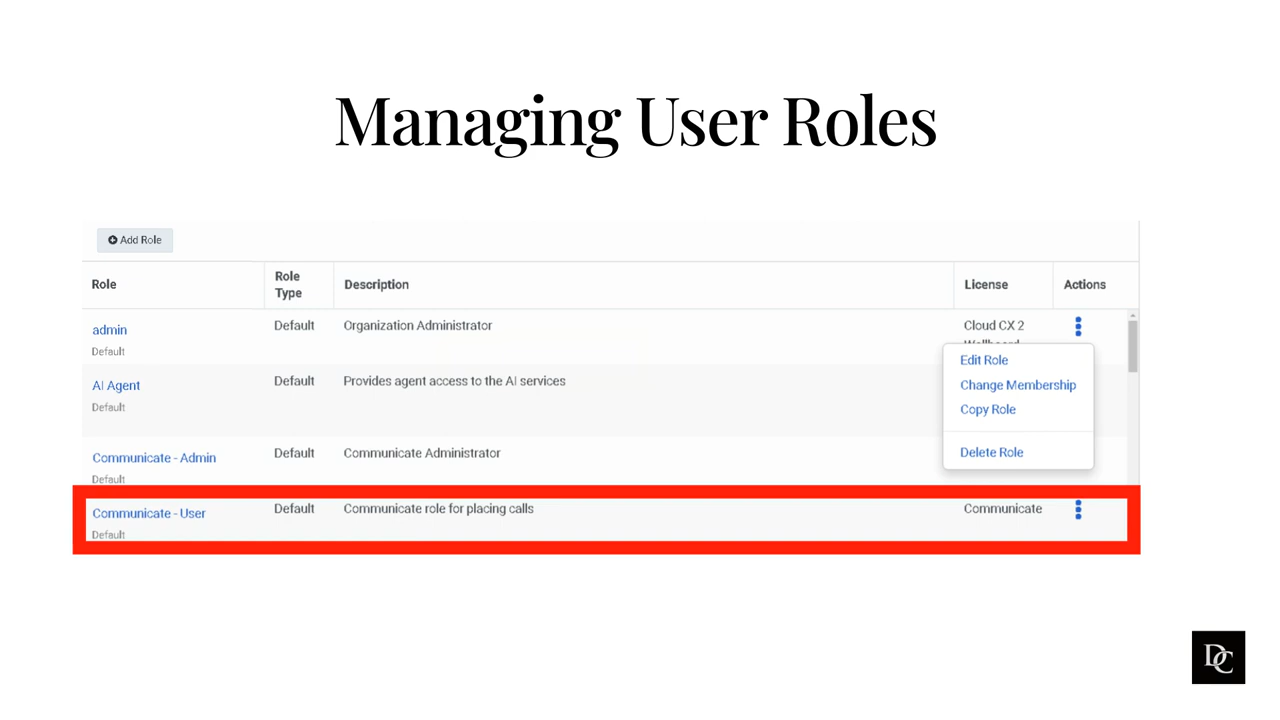 Managing User Roles
Add Role
Role
Role Type
Description
License
Actions
admin
Default
Default
Organization Administrator
Cloud CX 2
Edit Role
Change Membership
Copy Role
Delete Role
AI Agent
Default
Default
Provides agent access to the AI services
Communicate - Admin
Default
Default
Communicate Administrator
Communicate - User
Default
Default
Communicate role for placing calls
Communicate
DC